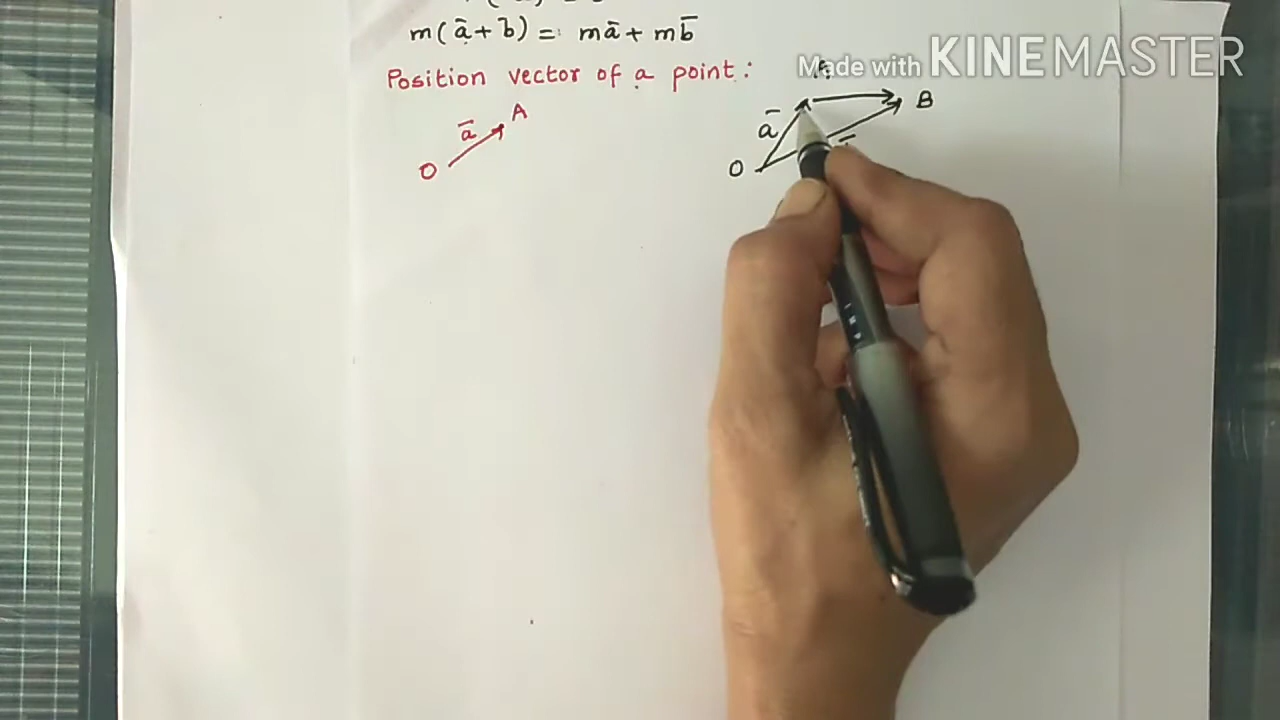 m(ā+b̄) = mā + mb̄
Position vector of a point:
Made with KINEMASTER
A
ā
O
A
B
ā
O